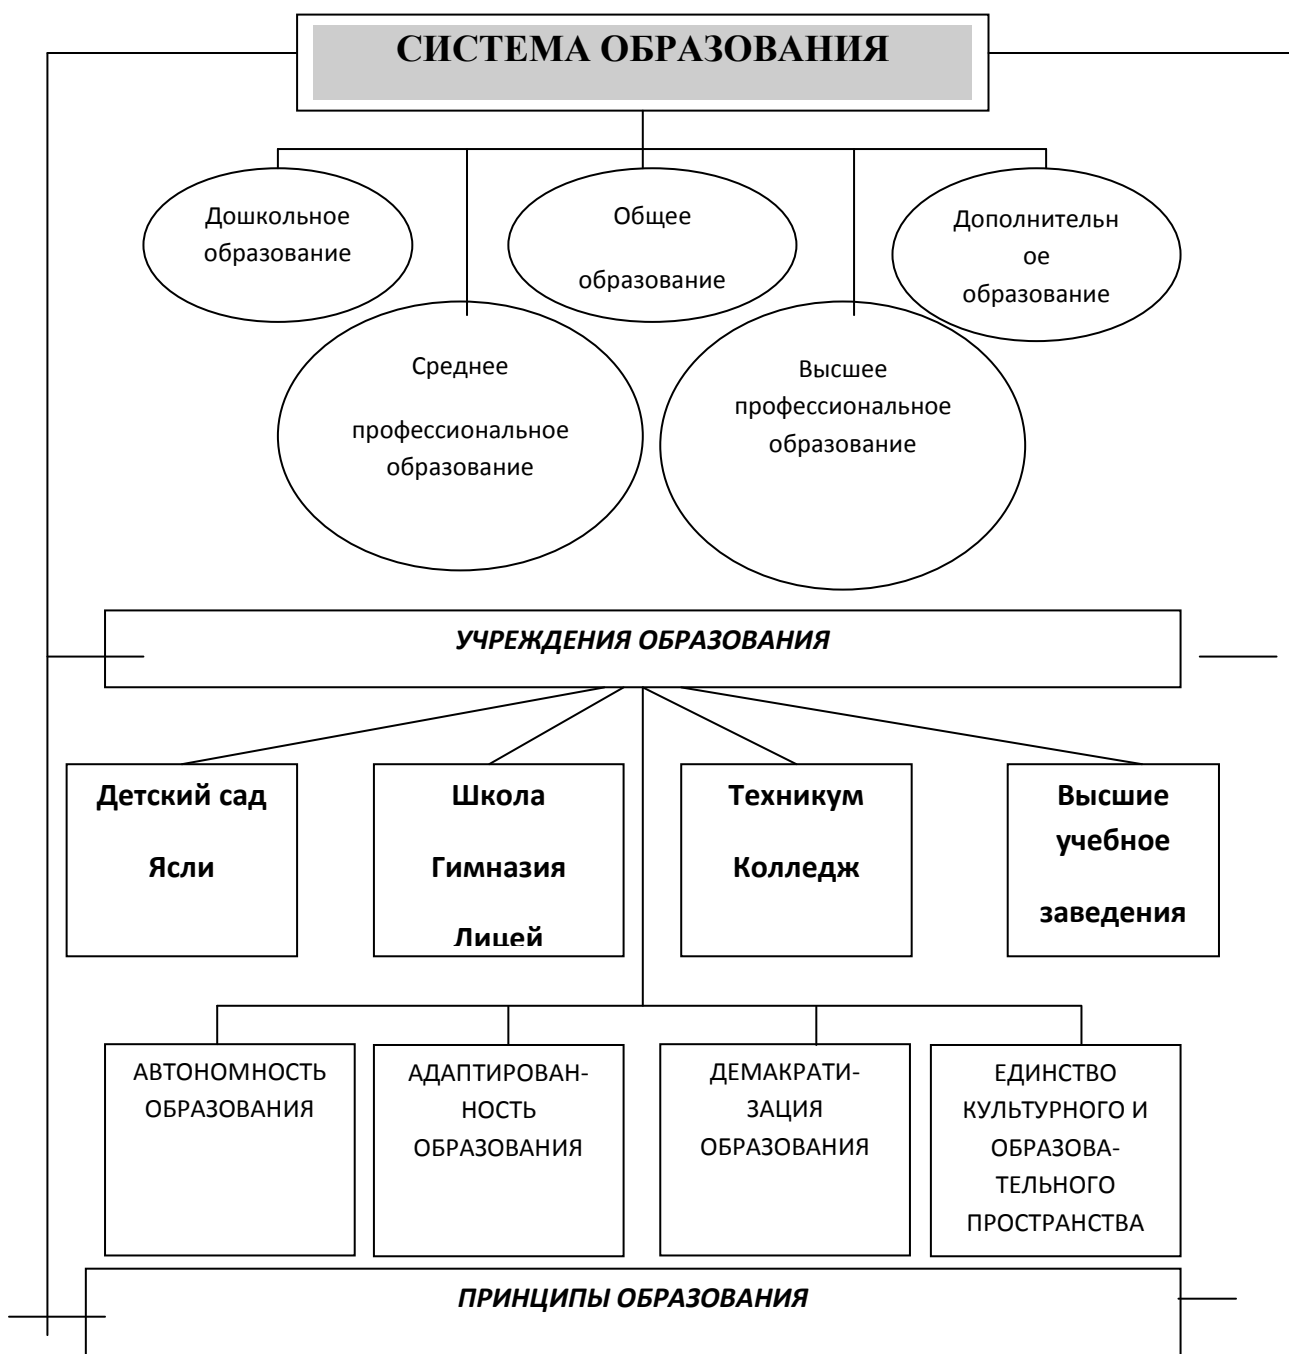 СИСТЕМА ОБРАЗОВАНИЯ
Дошкольное
образование
Общее
образование
Дополнительн
ое
образование
Среднее
профессиональное
образование
Высшее
профессиональное
образование
УЧРЕЖДЕНИЯ ОБРАЗОВАНИЯ
Детский сад
Ясли
Школа
Гимназия
Лицей
Техникум
Колледж
Высшие
учебное
заведения
АВТОНОМНОСТЬ
ОБРАЗОВАНИЯ
АДАПТИРОВАН-
НОСТЬ
ОБРАЗОВАНИЯ
ДЕМАКРАТИ-
ЗАЦИЯ
ОБРАЗОВАНИЯ
ЕДИНСТВО
КУЛЬТУРНОГО И
ОБРАЗОВА-
ТЕЛЬНОГО
ПРОСТРАНСТВА
ПРИНЦИПЫ ОБРАЗОВАНИЯ